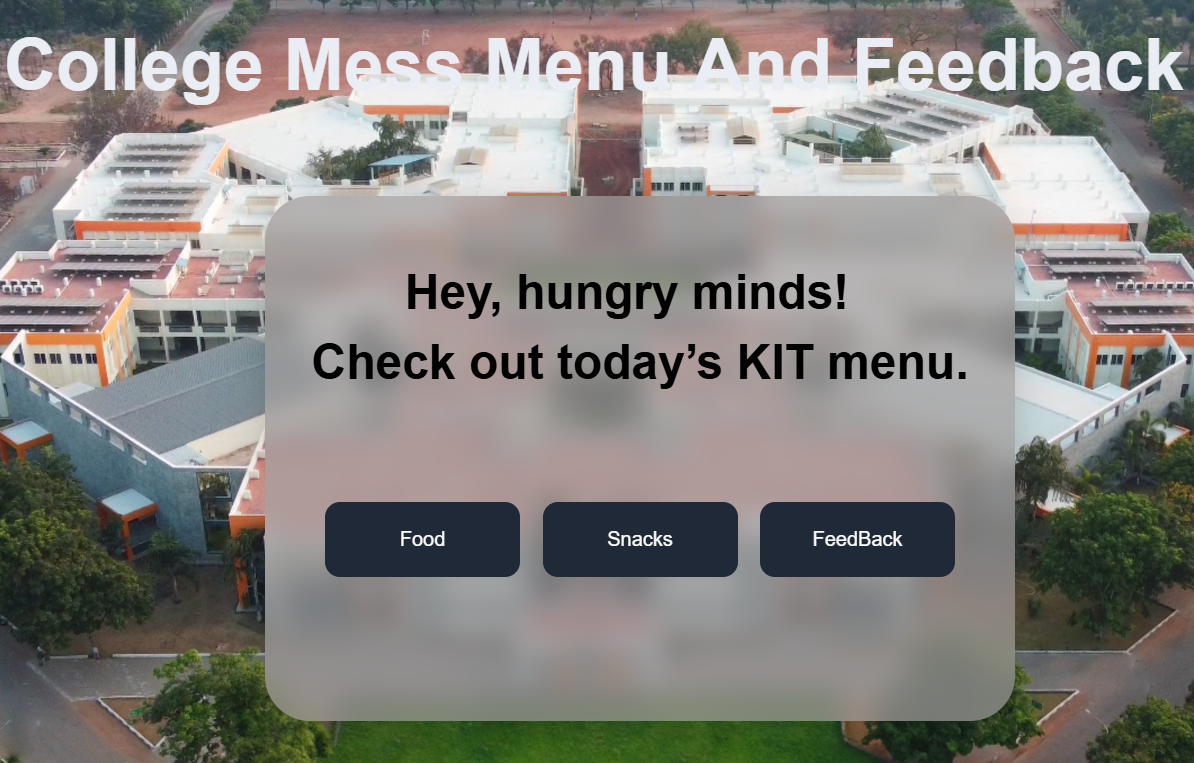 College Mess Menu And Feedback
Hey, hungry minds!
Check out today’s KIT menu.
Food
Snacks
FeedBack